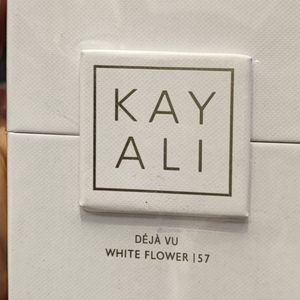 KAY
ALI
DÉJÀ VU
WHITE FLOWER | 57